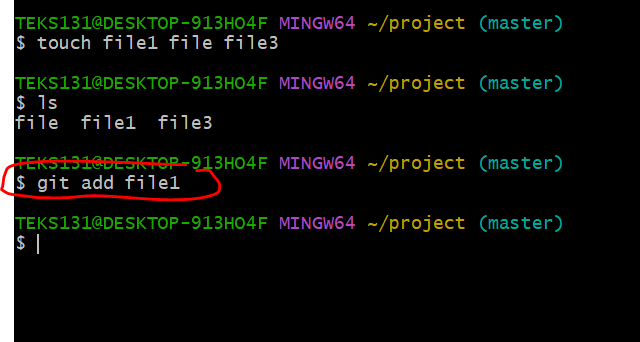 TEKS131@DESKTOP-913HO4F MINGW64 ~/project (master)
$ touch file1 file file3
TEKS131@DESKTOP-913HO4F MINGW64 ~/project (master)
$ ls
file  file1  file3
TEKS131@DESKTOP-913HO4F MINGW64 ~/project (master)
$ git add file1
TEKS131@DESKTOP-913HO4F MINGW64 ~/project (master)
$